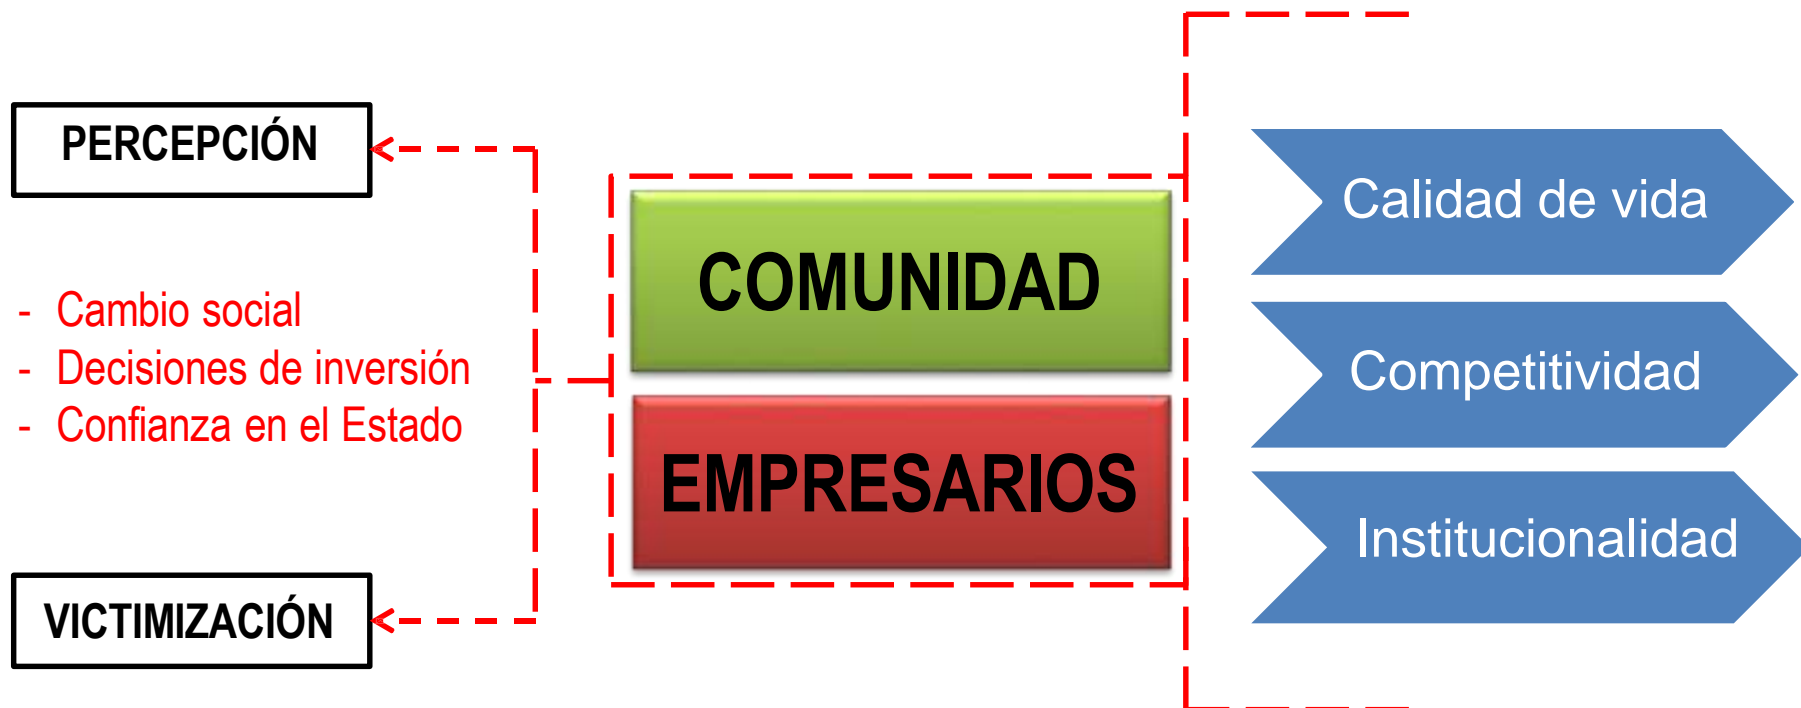 PERCEPCIÓN
- Cambio social
- Decisiones de inversión
- Confianza en el Estado
VICTIMIZACIÓN
COMUNIDAD
EMPRESARIOS
Calidad de vida
Competitividad
Institucionalidad